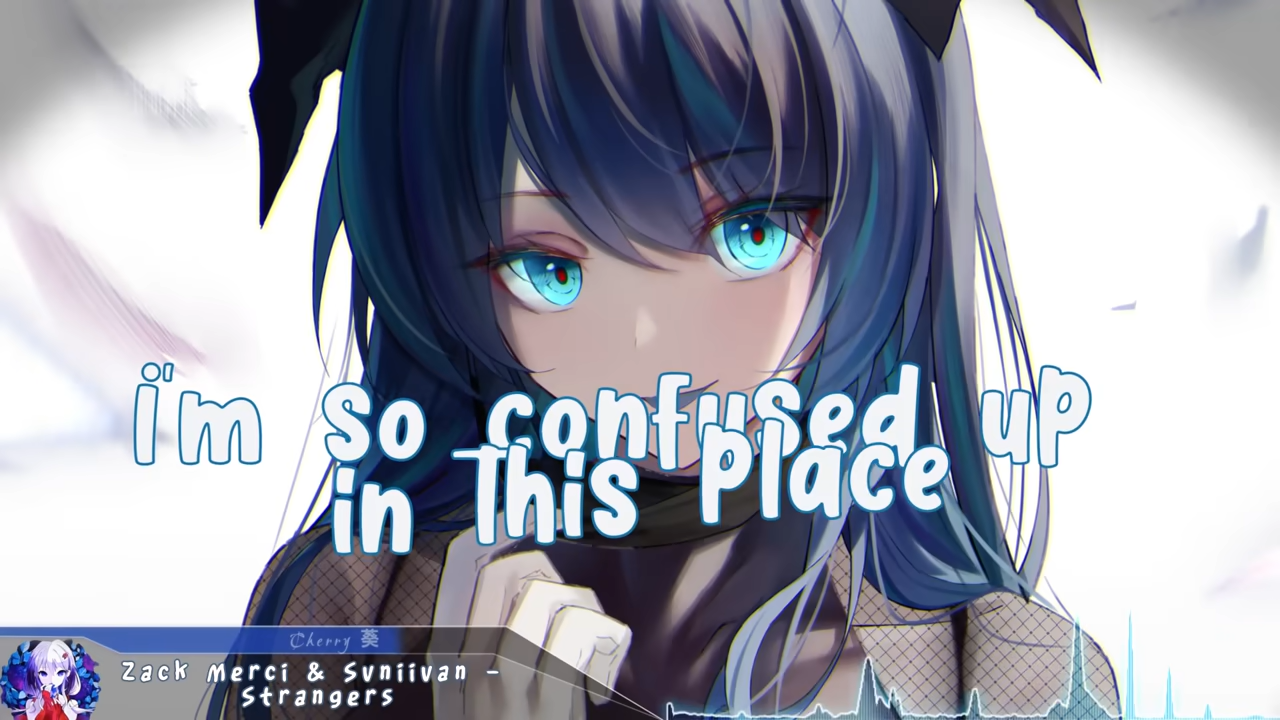 i'm so confused up
in This Place
Cherry 葵
Zack Merci & Svniivan -
Strangers